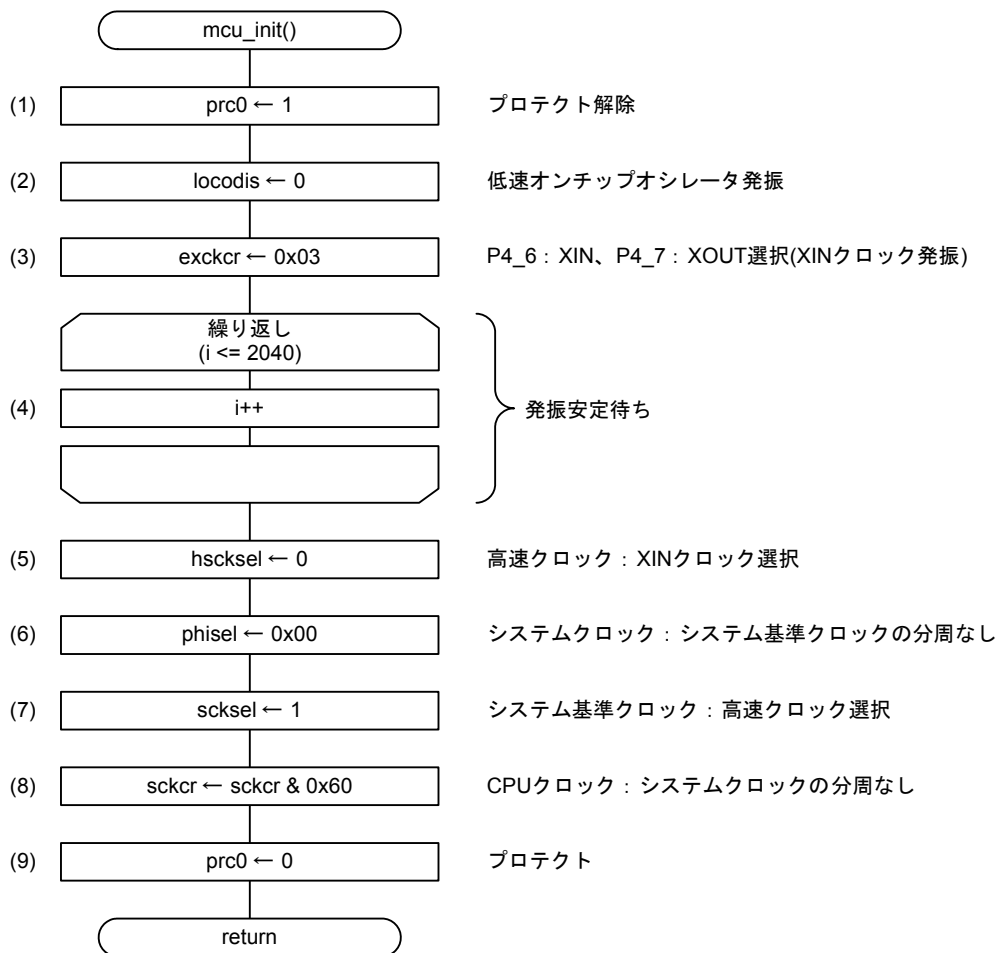 mcu_init()
(1) prc0 ← 1 プロテクト解除
(2) locodis ← 0 低速オンチップオシレータ発振
(3) exckcr ← 0x03 P4_6：XIN、P4_7：XOUT選択(XINクロック発振)
繰り返し
(i <= 2040)
(4) i++ 発振安定待ち
(5) hscksel ← 0 高速クロック：XINクロック選択
(6) phisel ← 0x00 システムクロック：システム基準クロックの分周なし
(7) scksel ← 1 システム基準クロック：高速クロック選択
(8) sckcr ← sckcr & 0x60 CPUクロック：システムクロックの分周なし
(9) prc0 ← 0 プロテクト
return